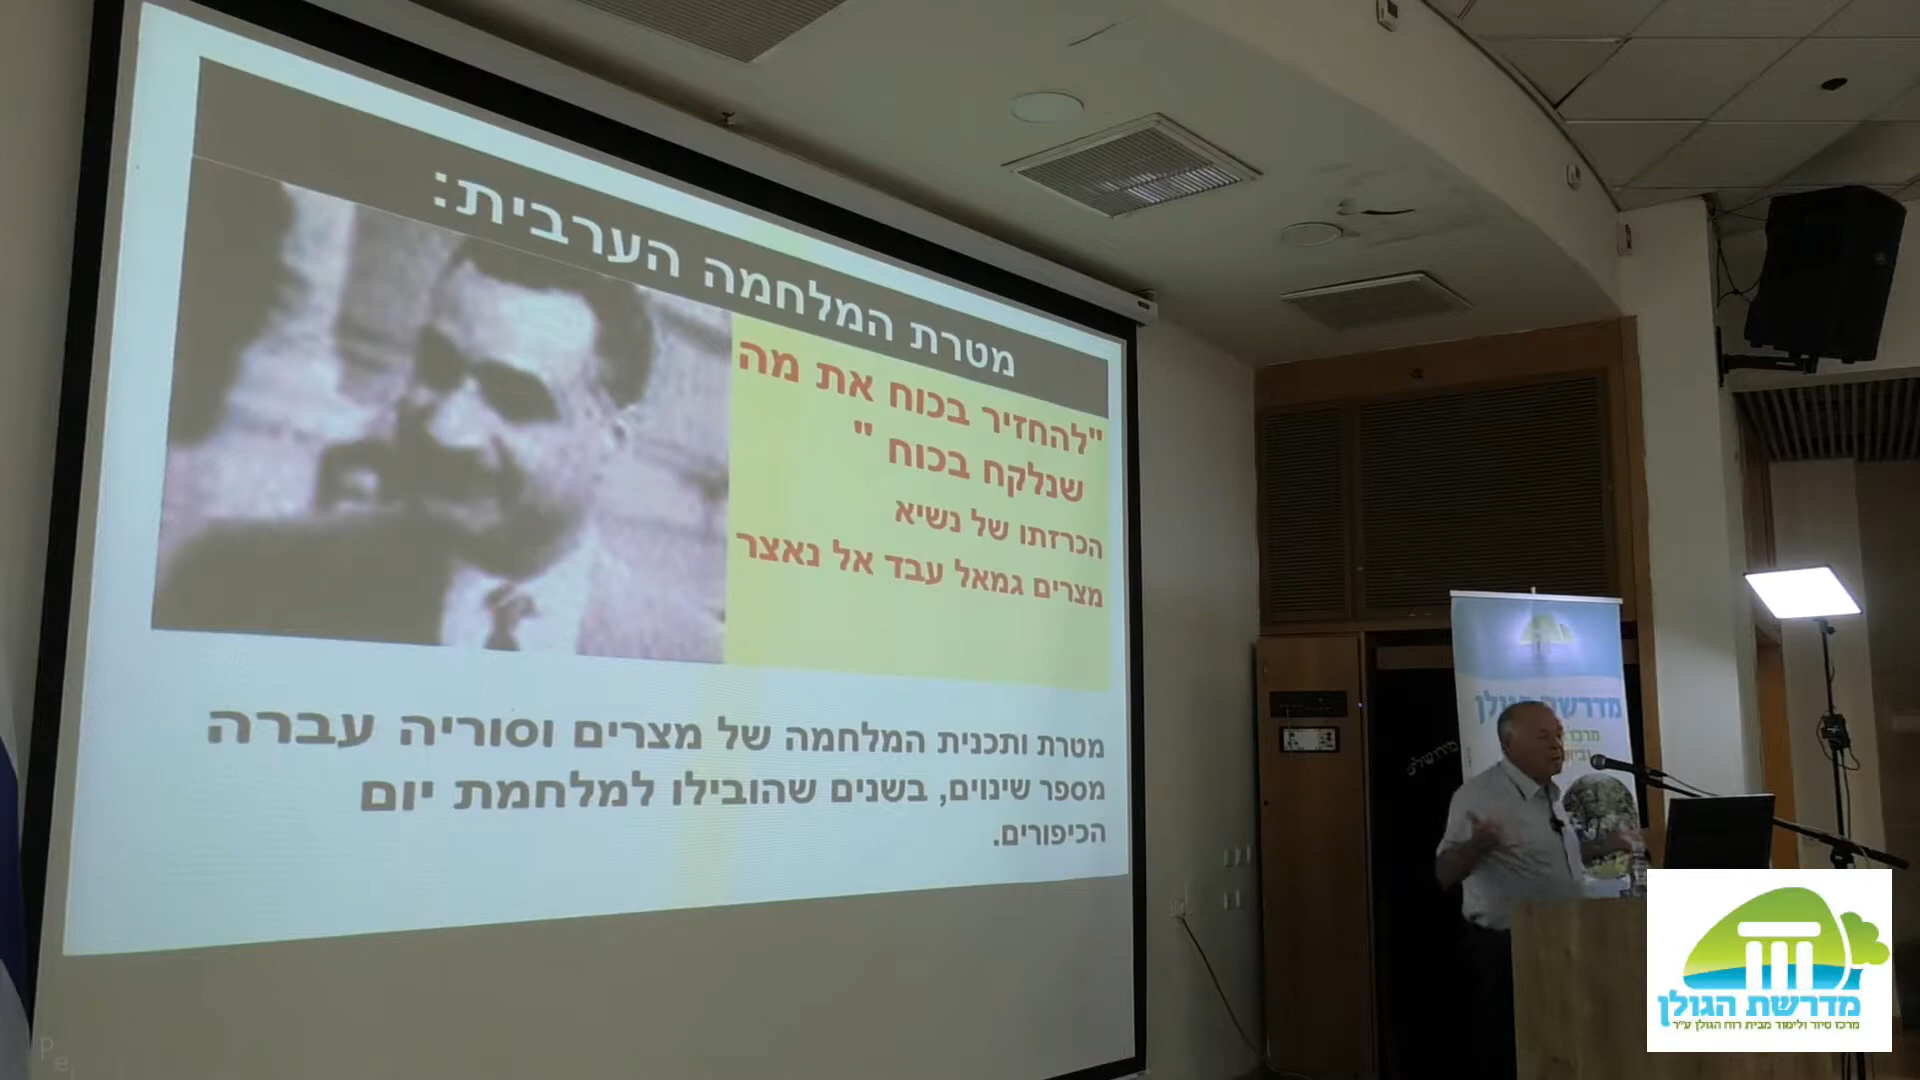 מטרת המלחמה הערבית:
"להחזיר בכוח את מה
שנלקח בכוח "
הכרזתו של נשיא
מצרים גמאל עבד אל נאצר
מטרת ותכנית המלחמה של מצרים וסוריה עברה
מספר שינוים, בשנים שהובילו למלחמת יום
הכיפורים.
מדרשת הגולן
מדרשת הגולן
מרכז סיור ולימוד מבית רוח הגולן ע"ר